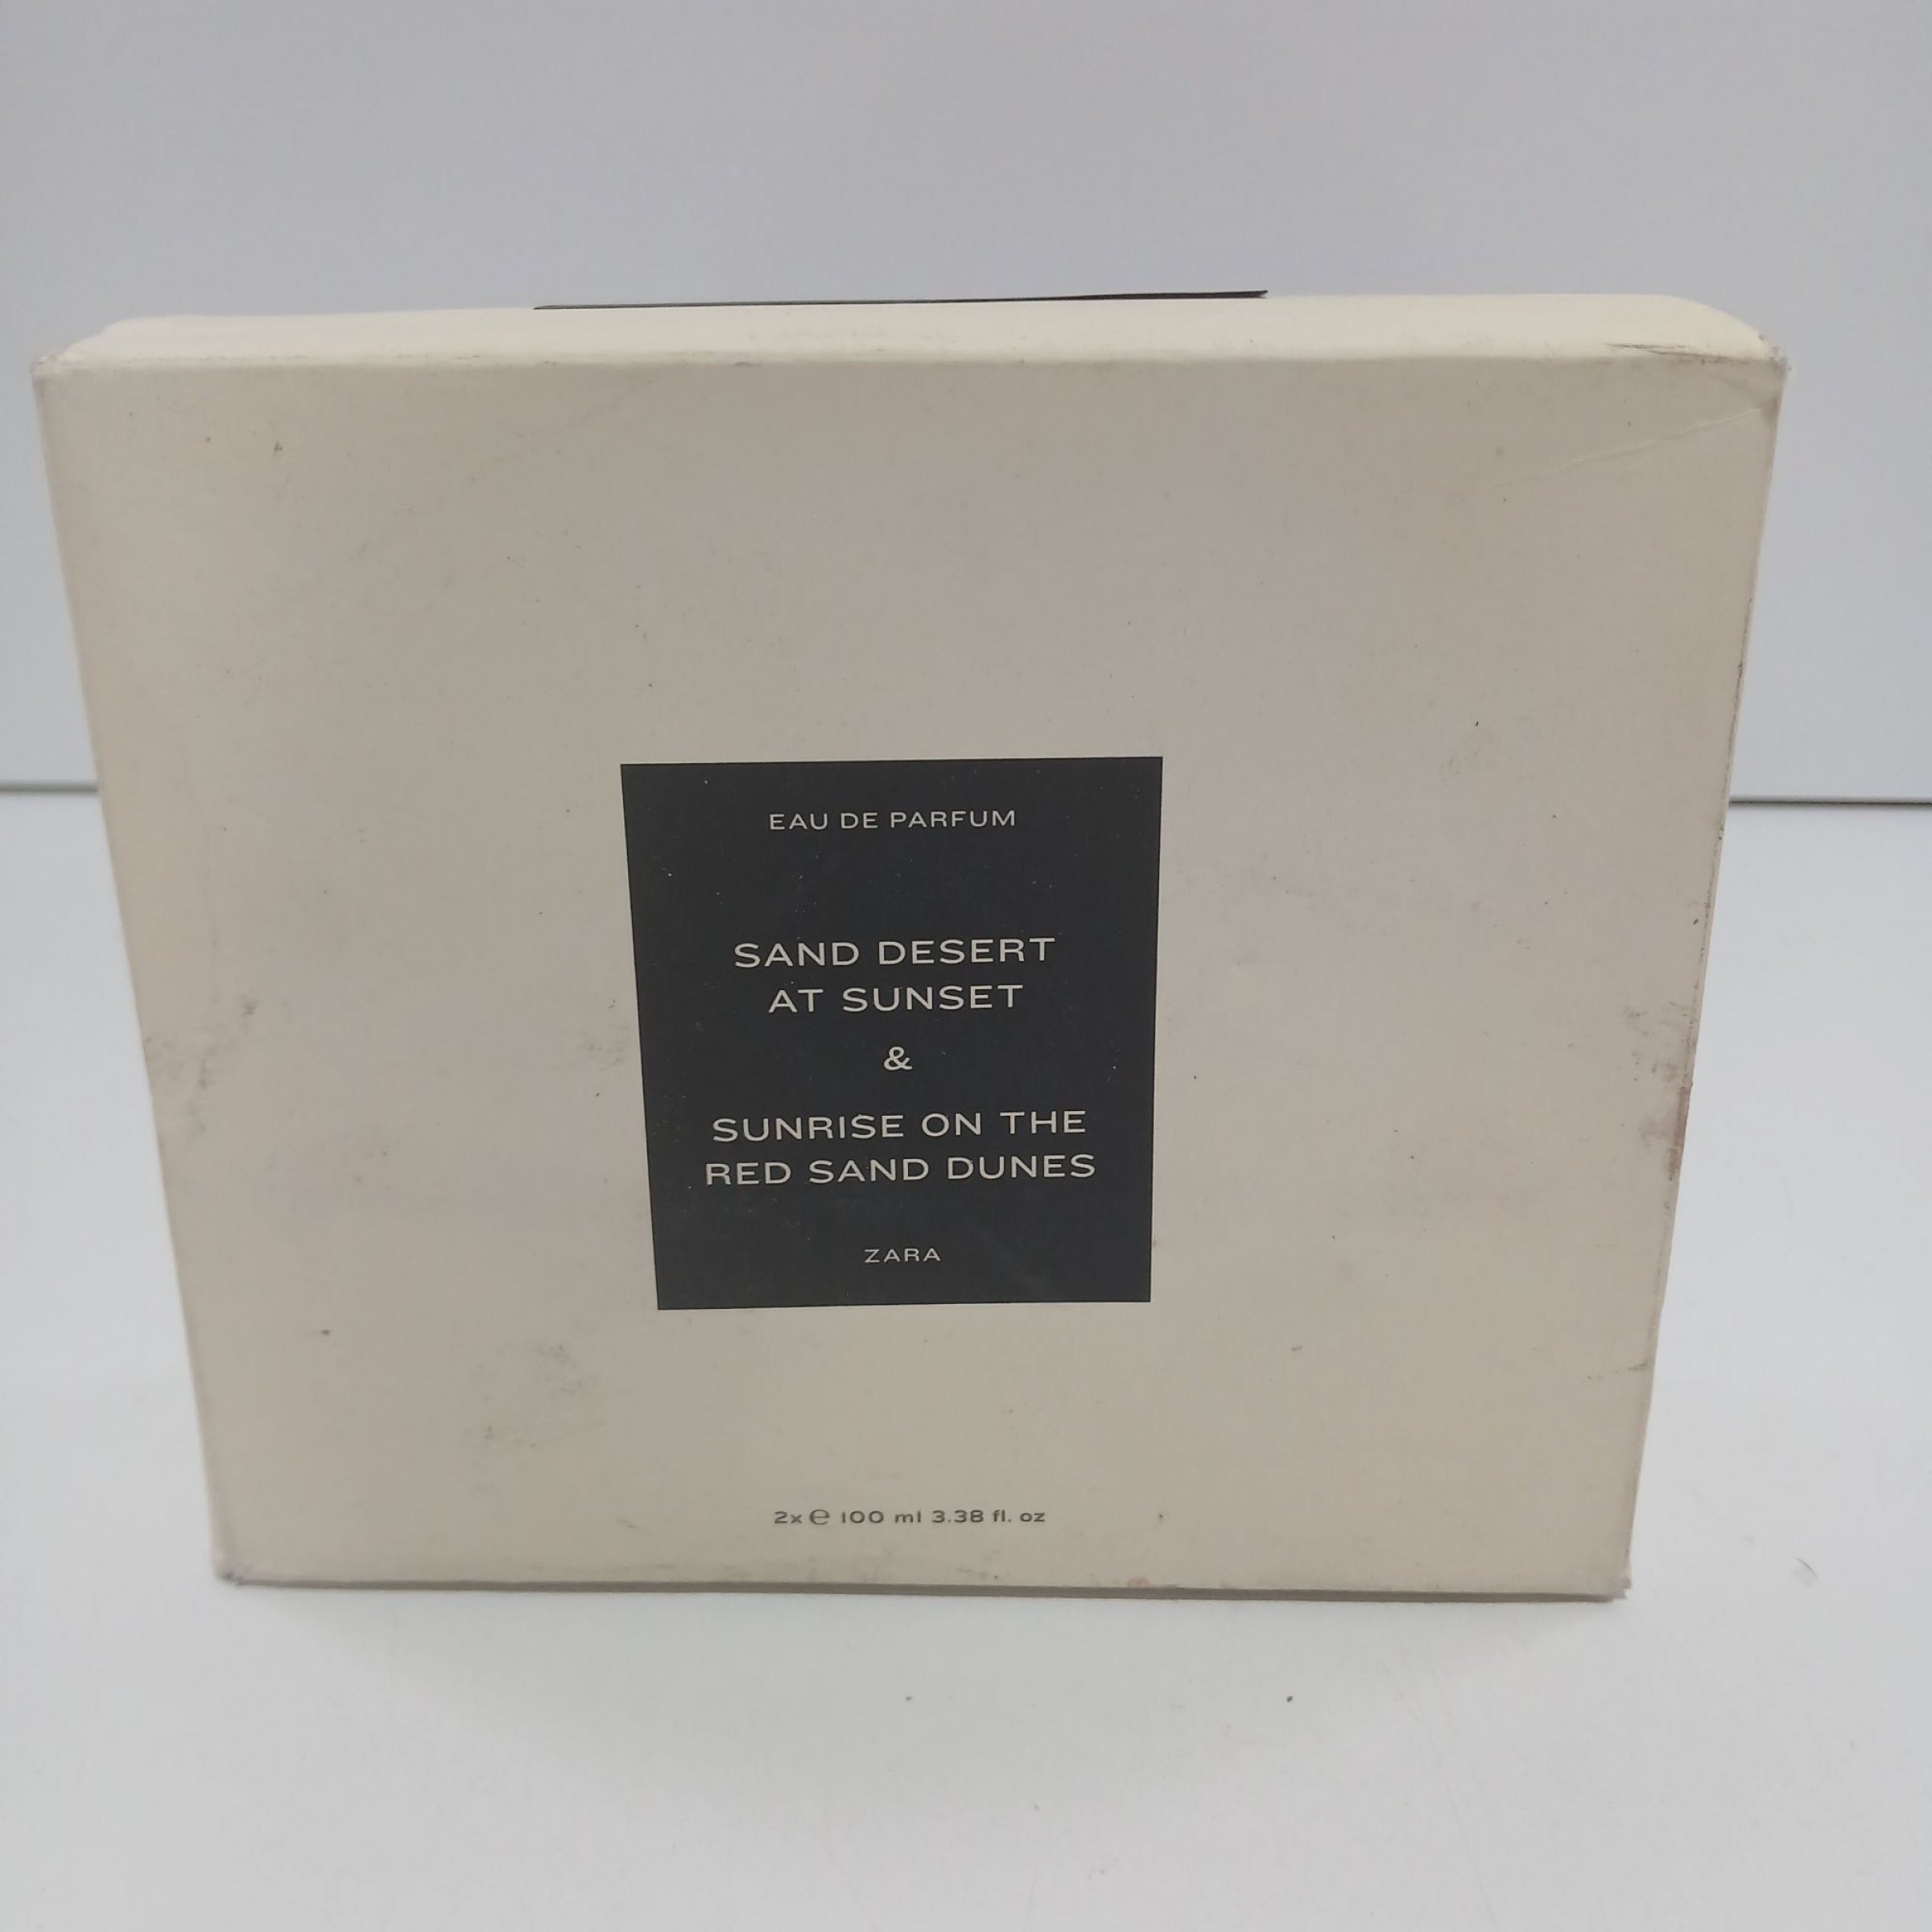 EAU DE PARFUM
SAND DESERT
AT SUNSET
&
SUNRISE ON THE
RED SAND DUNES
ZARA
2x ℮ 100 ml 3.38 fl. oz